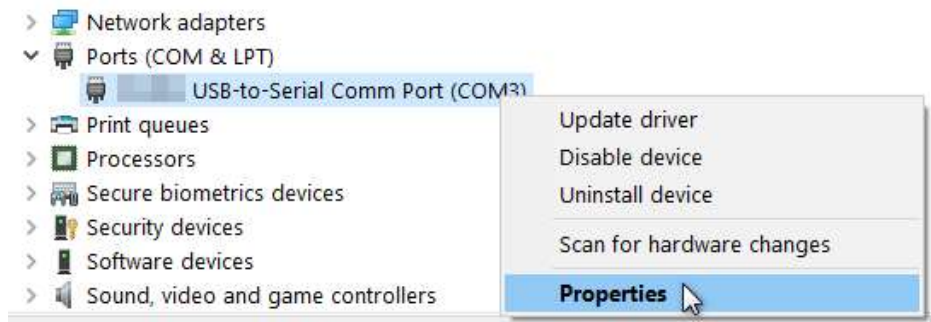 Network adapters
Ports (COM & LPT)
USB-to-Serial Comm Port (COM3)
Print queues
Processors
Secure biometrics devices
Security devices
Software devices
Sound, video and game controllers
Update driver
Disable device
Uninstall device
Scan for hardware changes
Properties